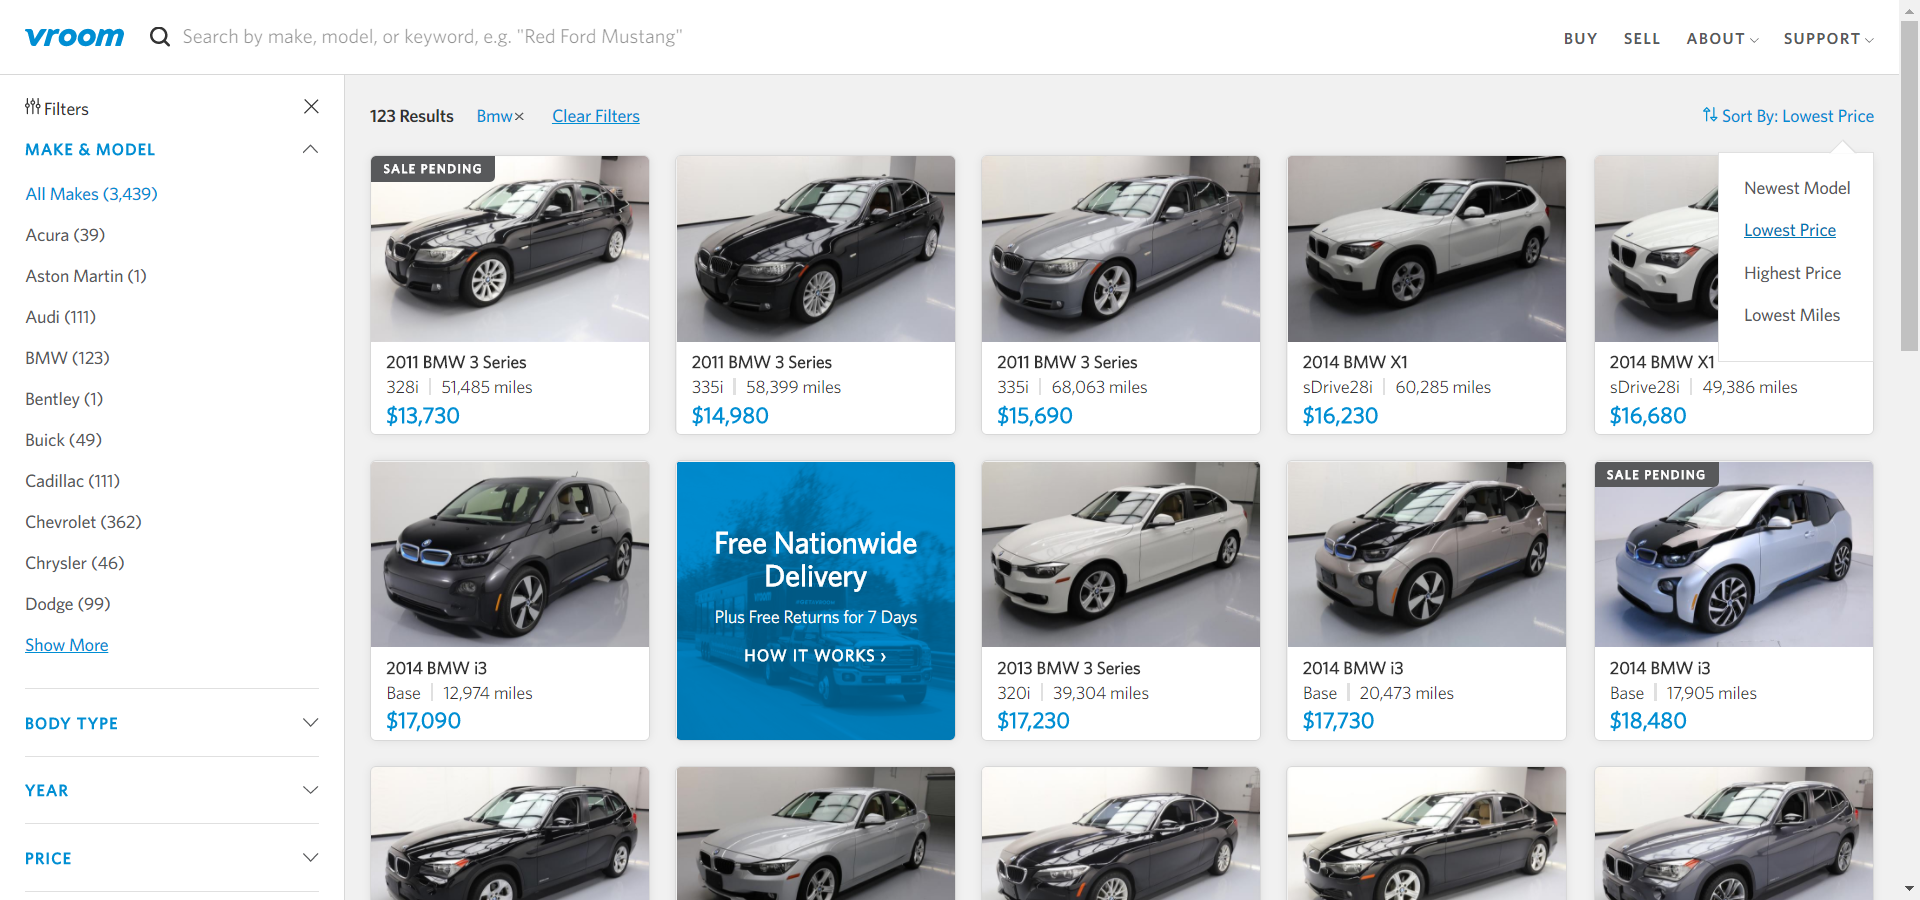 vroom
Search by make, model, or keyword, e.g. "Red Ford Mustang"
BUY
SELL
ABOUT
SUPPORT
Filters
MAKE & MODEL
All Makes (3,439)
Acura (39)
Aston Martin (1)
Audi (111)
BMW (123)
Bentley (1)
Buick (49)
Cadillac (111)
Chevrolet (362)
Chrysler (46)
Dodge (99)
Show More
BODY TYPE
YEAR
PRICE
123 Results
Bmw×
Clear Filters
Sort By: Lowest Price
Newest Model
Lowest Price
Highest Price
Lowest Miles
SALE PENDING
2011 BMW 3 Series
328i | 51,485 miles
$13,730
2011 BMW 3 Series
335i | 58,399 miles
$14,980
2011 BMW 3 Series
335i | 68,063 miles
$15,690
2014 BMW X1
sDrive28i | 60,285 miles
$16,230
2014 BMW X1
sDrive28i | 49,386 miles
$16,680
2014 BMW i3
Base | 12,974 miles
$17,090
Free Nationwide
Delivery
Plus Free Returns for 7 Days
HOW IT WORKS ›
2013 BMW 3 Series
320i | 39,304 miles
$17,230
2014 BMW i3
Base | 20,473 miles
$17,730
SALE PENDING
2014 BMW i3
Base | 17,905 miles
$18,480